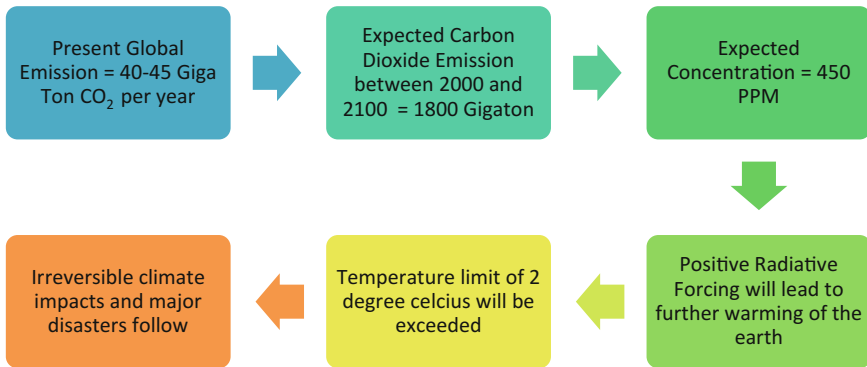 Present Global
Emission = 40-45 Giga
Ton CO₂ per year
Expected Carbon
Dioxide Emission
between 2000 and
2100  = 1800 Gigaton
Expected
Concentration = 450
PPM
Positive Radiative
Forcing will lead to
further warming of the
earth
Temperature limit of 2
degree celcius will be
exceeded
Irreversible climate
impacts and major
disasters follow